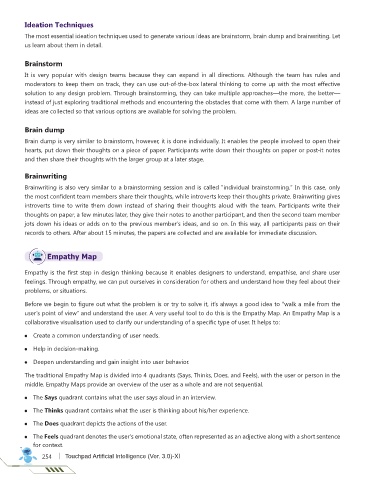 Ideation Techniques
The most essential ideation techniques used to generate various ideas are brainstorm, brain dump and brainwriting. Let
us learn about them in detail.
Brainstorm
It is very popular with design teams because they can expand in all directions. Although the team has rules and
moderators to keep them on track, they can use out-of-the-box lateral thinking to come up with the most effective
solution to any design problem. Through brainstorming, they can take multiple approaches—the more, the better—
instead of just exploring traditional methods and encountering the obstacles that come with them. A large number of
ideas are collected so that various options are available for solving the problem.
Brain dump
Brain dump is very similar to brainstorm, however, it is done individually. It enables the people involved to open their
hearts, put down their thoughts on a piece of paper. Participants write down their thoughts on paper or post-it notes
and then share their thoughts with the larger group at a later stage.
Brainwriting
Brainwriting is also very similar to a brainstorming session and is called "individual brainstorming." In this case, only
the most confident team members share their thoughts, while introverts keep their thoughts private. Brainwriting gives
introverts time to write them down instead of sharing their thoughts aloud with the team. Participants write their
thoughts on paper, a few minutes later, they give their notes to another participant, and then the second team member
jots down his ideas or adds on to the previous member's ideas, and so on. In this way, all participants pass on their
records to others. After about 15 minutes, the papers are collected and are available for immediate discussion.
Empathy Map
Empathy is the first step in design thinking because it enables designers to understand, empathise, and share user
feelings. Through empathy, we can put ourselves in consideration for others and understand how they feel about their
problems, or situations.
Before we begin to figure out what the problem is or try to solve it, it's always a good idea to "walk a mile from the
user's point of view" and understand the user. A very useful tool to do this is the Empathy Map. An Empathy Map is a
collaborative visualisation used to clarify our understanding of a specific type of user. It helps to:
• Create a common understanding of user needs.
• Help in decision-making.
• Deepen understanding and gain insight into user behavior.
The traditional Empathy Map is divided into 4 quadrants (Says, Thinks, Does, and Feels), with the user or person in the
middle. Empathy Maps provide an overview of the user as a whole and are not sequential.
• The Says quadrant contains what the user says aloud in an interview.
• The Thinks quadrant contains what the user is thinking about his/her experience.
• The Does quadrant depicts the actions of the user.
• The Feels quadrant denotes the user's emotional state, often represented as an adjective along with a short sentence
for context.
254 Touchpad Artificial Intelligence (Ver. 3.0)-XI